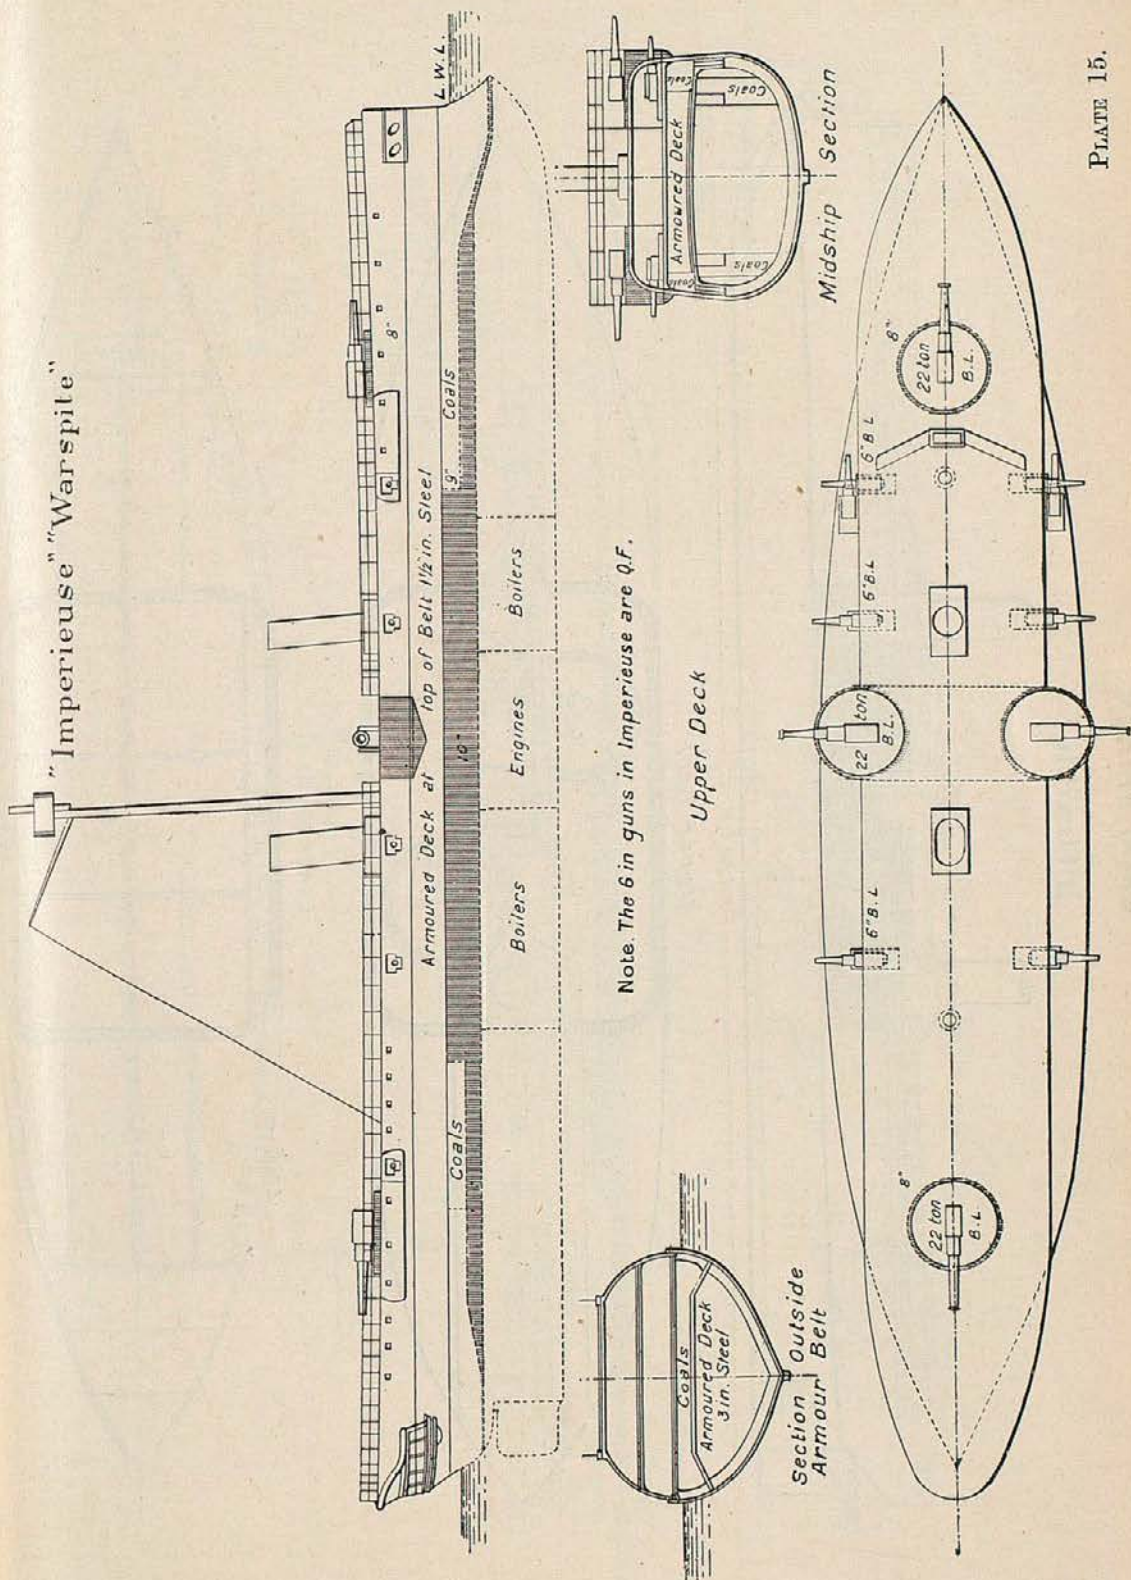 "Imperieuse" "Warspite"
L.W.L.
8"
Armoured Deck at top of Belt 1½ in. Steel
Coals
10"
9"
Coals
Boilers
Engines
Boilers
Note. The 6 in guns in Imperieuse are Q.F.
Coals
Armoured Deck
3 in. Steel
Section Outside
Armour Belt
Upper Deck
Coals
Armoured Deck
Coals
Coals
Coals
Midship Section
8"
22 ton
B.L.
6" B.L
22 ton
B.L.
6" B.L
6" B L
8"
22 ton
B.L.
PLATE 15.